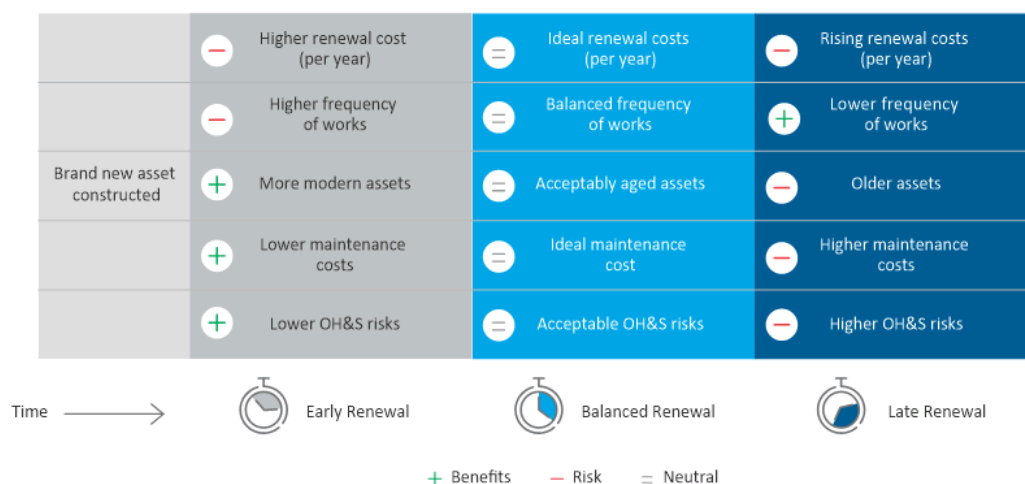 Higher renewal cost
(per year)
Ideal renewal costs
(per year)
Rising renewal costs
(per year)
Higher frequency
of works
Balanced frequency
of works
Lower frequency
of works
Brand new asset
constructed
More modern assets
Acceptably aged assets
Older assets
Lower maintenance
costs
Ideal maintenance
cost
Higher maintenance
costs
Lower OH&S risks
Acceptable OH&S risks
Higher OH&S risks
Time
Early Renewal
Balanced Renewal
Late Renewal
+ Benefits
− Risk
= Neutral